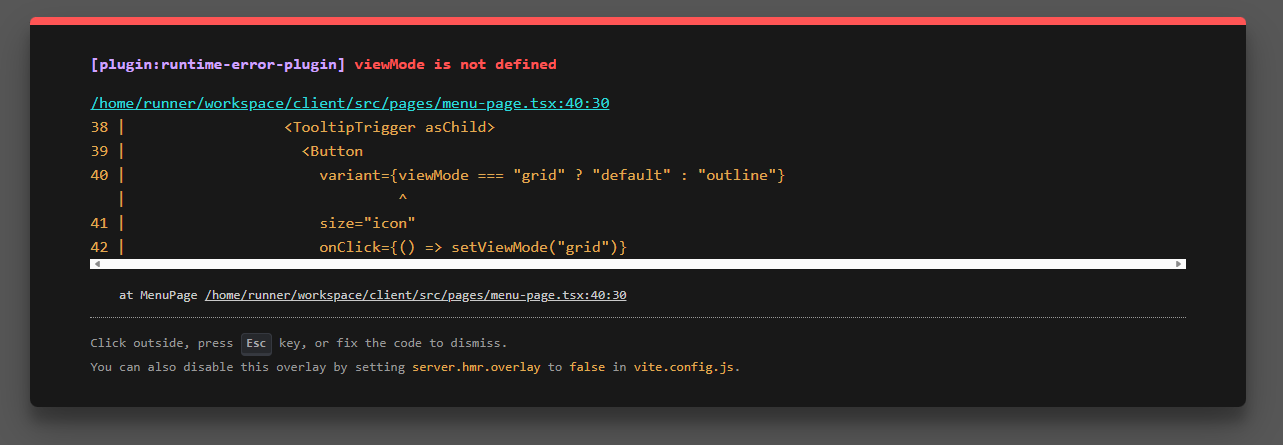 [plugin:runtime-error-plugin] viewMode is not defined
/home/runner/workspace/client/src/pages/menu-page.tsx:40:30
38 |                  <TooltipTrigger asChild>
39 |                    <Button
40 |                      variant={viewMode === "grid" ? "default" : "outline"}
   |                               ^
41 |                      size="icon"
42 |                      onClick={() => setViewMode("grid")}
at MenuPage /home/runner/workspace/client/src/pages/menu-page.tsx:40:30
Click outside, press Esc key, or fix the code to dismiss.
You can also disable this overlay by setting server.hmr.overlay to false in vite.config.js.